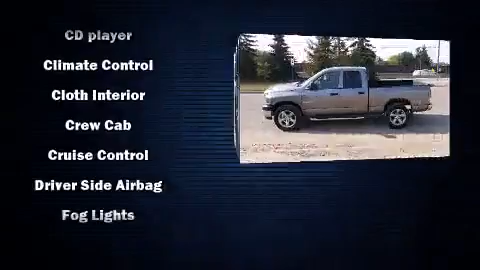 CD player
Climate Control
Cloth Interior
Crew Cab
Cruise Control
Driver Side Airbag
Fog Lights